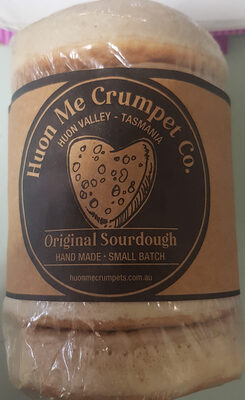 Huon Me Crumpet Co.
HUON VALLEY - TASMANIA
Original Sourdough
HAND MADE · SMALL BATCH
huonmecrumpets.com.au